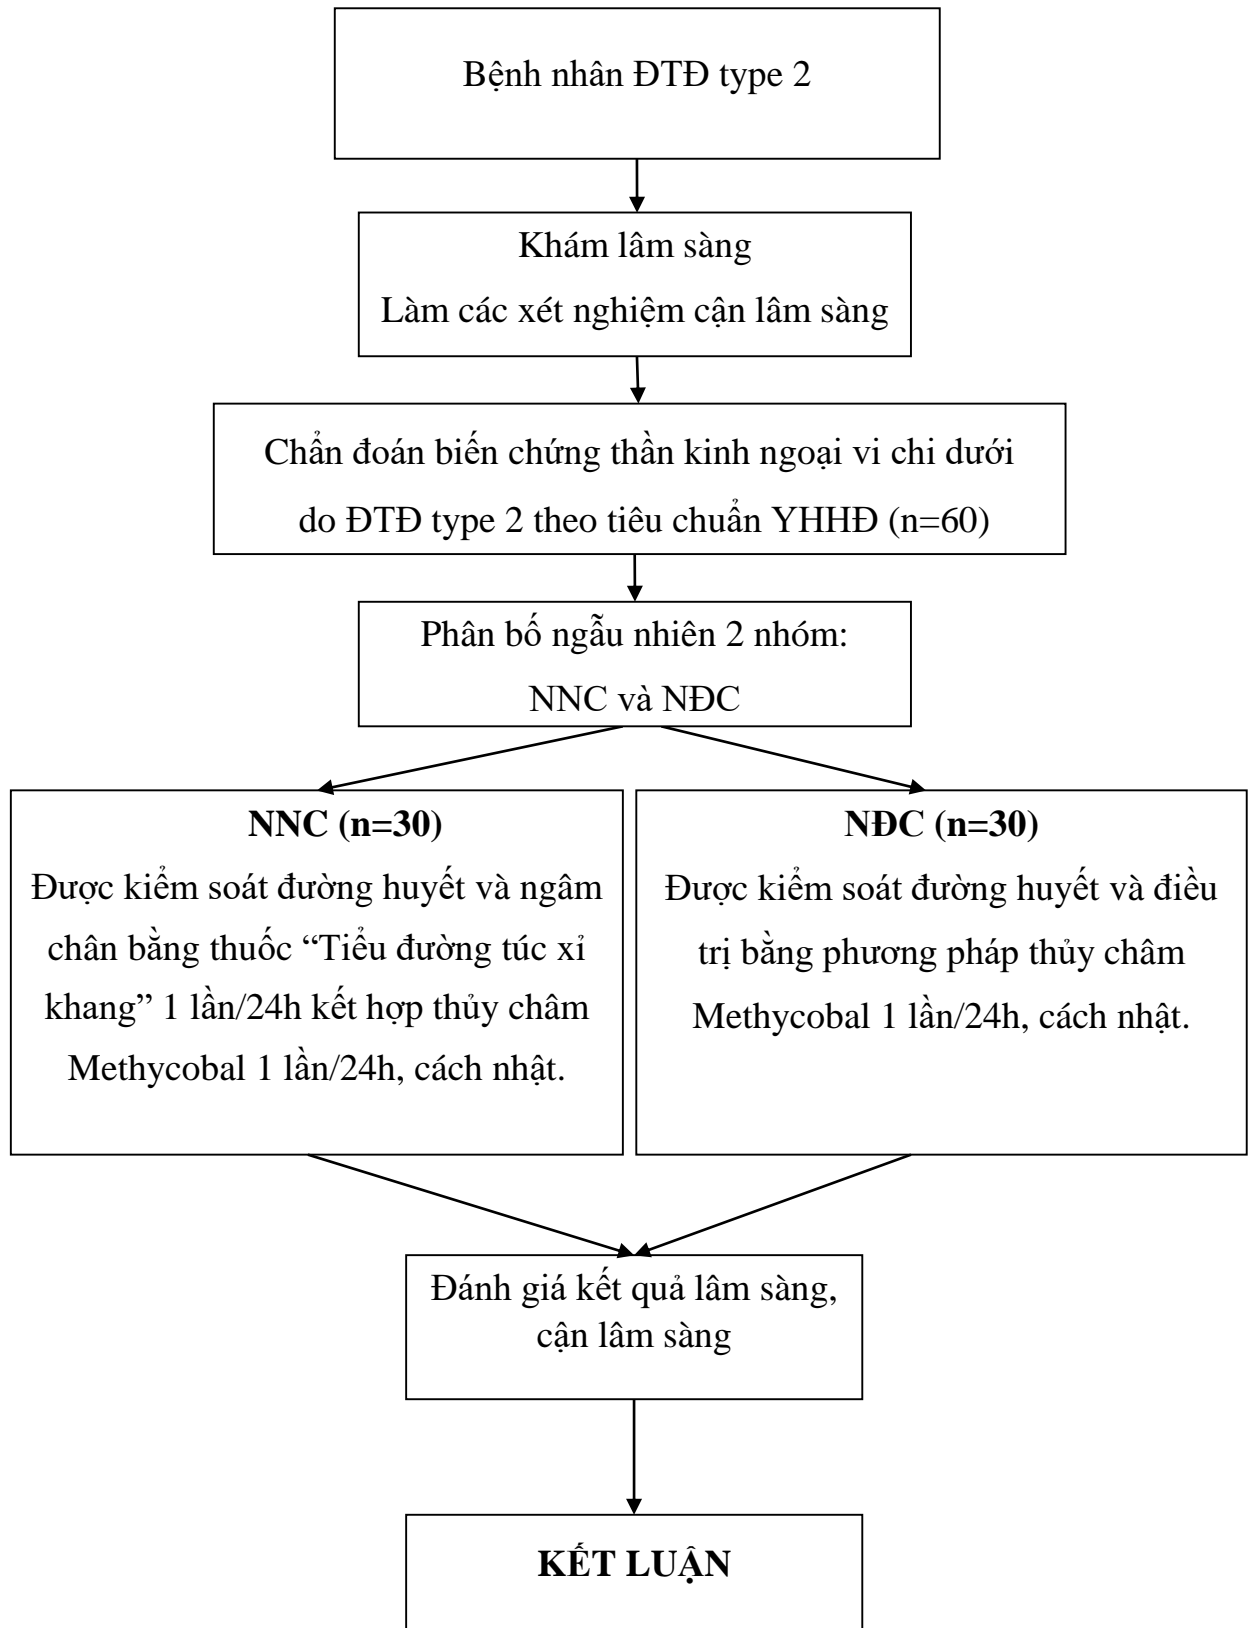 Bệnh nhân ĐTĐ type 2
Khám lâm sàng
Làm các xét nghiệm cận lâm sàng
Chẩn đoán biến chứng thần kinh ngoại vi chi dưới
do ĐTĐ type 2 theo tiêu chuẩn YHHĐ (n=60)
Phân bố ngẫu nhiên 2 nhóm:
NNC và NĐC
NNC (n=30)
Được kiểm soát đường huyết và ngâm
chân bằng thuốc “Tiểu đường túc xỉ
khang” 1 lần/24h kết hợp thủy châm
Methycobal 1 lần/24h, cách nhật.
NĐC (n=30)
Được kiểm soát đường huyết và điều
trị bằng phương pháp thủy châm
Methycobal 1 lần/24h, cách nhật.
Đánh giá kết quả lâm sàng,
cận lâm sàng
KẾT LUẬN